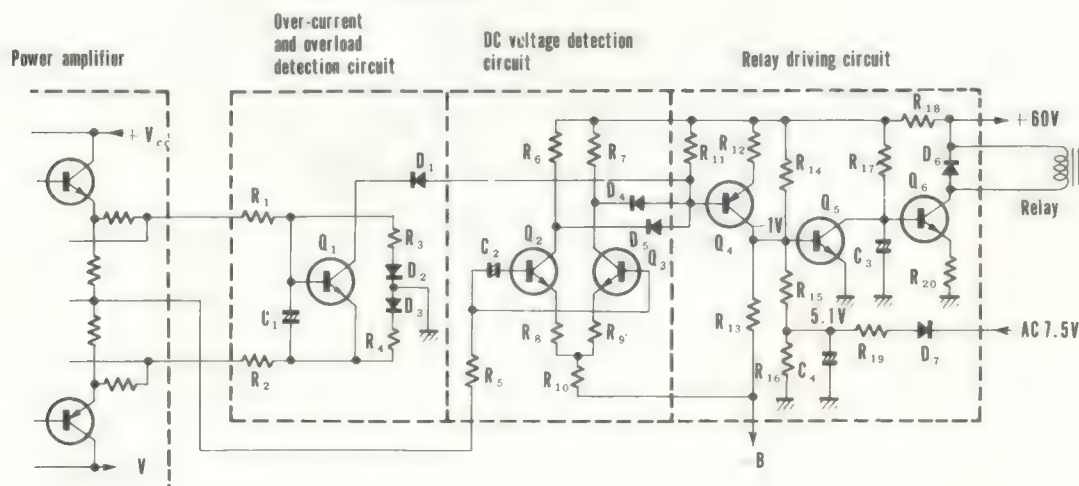 Over-current
and overload
detection circuit
DC voltage detection
circuit
Power amplifier
Relay driving circuit
R18
+ Vcc
+60V
R6
R7
R11
R12
R14
R17
D6
D1
Q6
D4
R1
Q5
Relay
R3
-1V
Q1
Q2
D5
Q3
Q4
C2
D2
C3
R20
D3
R15
C1
R8
R9
R13
5.1V
R4
AC 7.5V
R2
R5
R10
R16
C4
R19
D7
V
-B